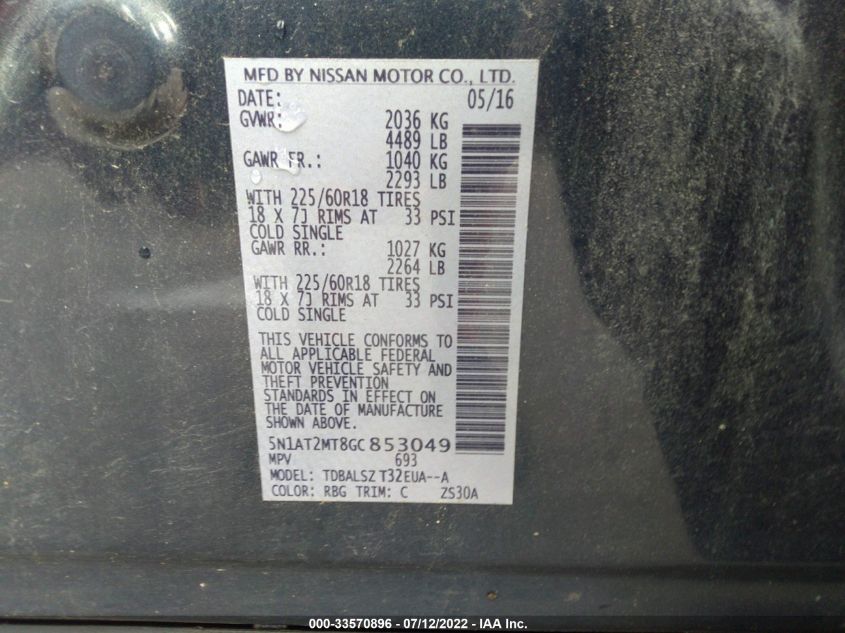 MFD BY NISSAN MOTOR CO., LTD.
DATE: 05/16
GVWR: 2036 KG
4489 LB
GAWR FR.: 1040 KG
2293 LB
WITH 225/60R18 TIRES
18 X 7J RIMS AT 33 PSI
COLD SINGLE
GAWR RR.: 1027 KG
2264 LB
WITH 225/60R18 TIRES
18 X 7J RIMS AT 33 PSI
COLD SINGLE
THIS VEHICLE CONFORMS TO
ALL APPLICABLE FEDERAL
MOTOR VEHICLE SAFETY AND
THEFT PREVENTION
STANDARDS IN EFFECT ON
THE DATE OF MANUFACTURE
SHOWN ABOVE.
5N1AT2MT8GC853049
MPV 693
MODEL: TDBALSZ T32EUA--A
COLOR: RBG TRIM: C ZS30A
000-33570896 - 07/12/2022 - IAA Inc.